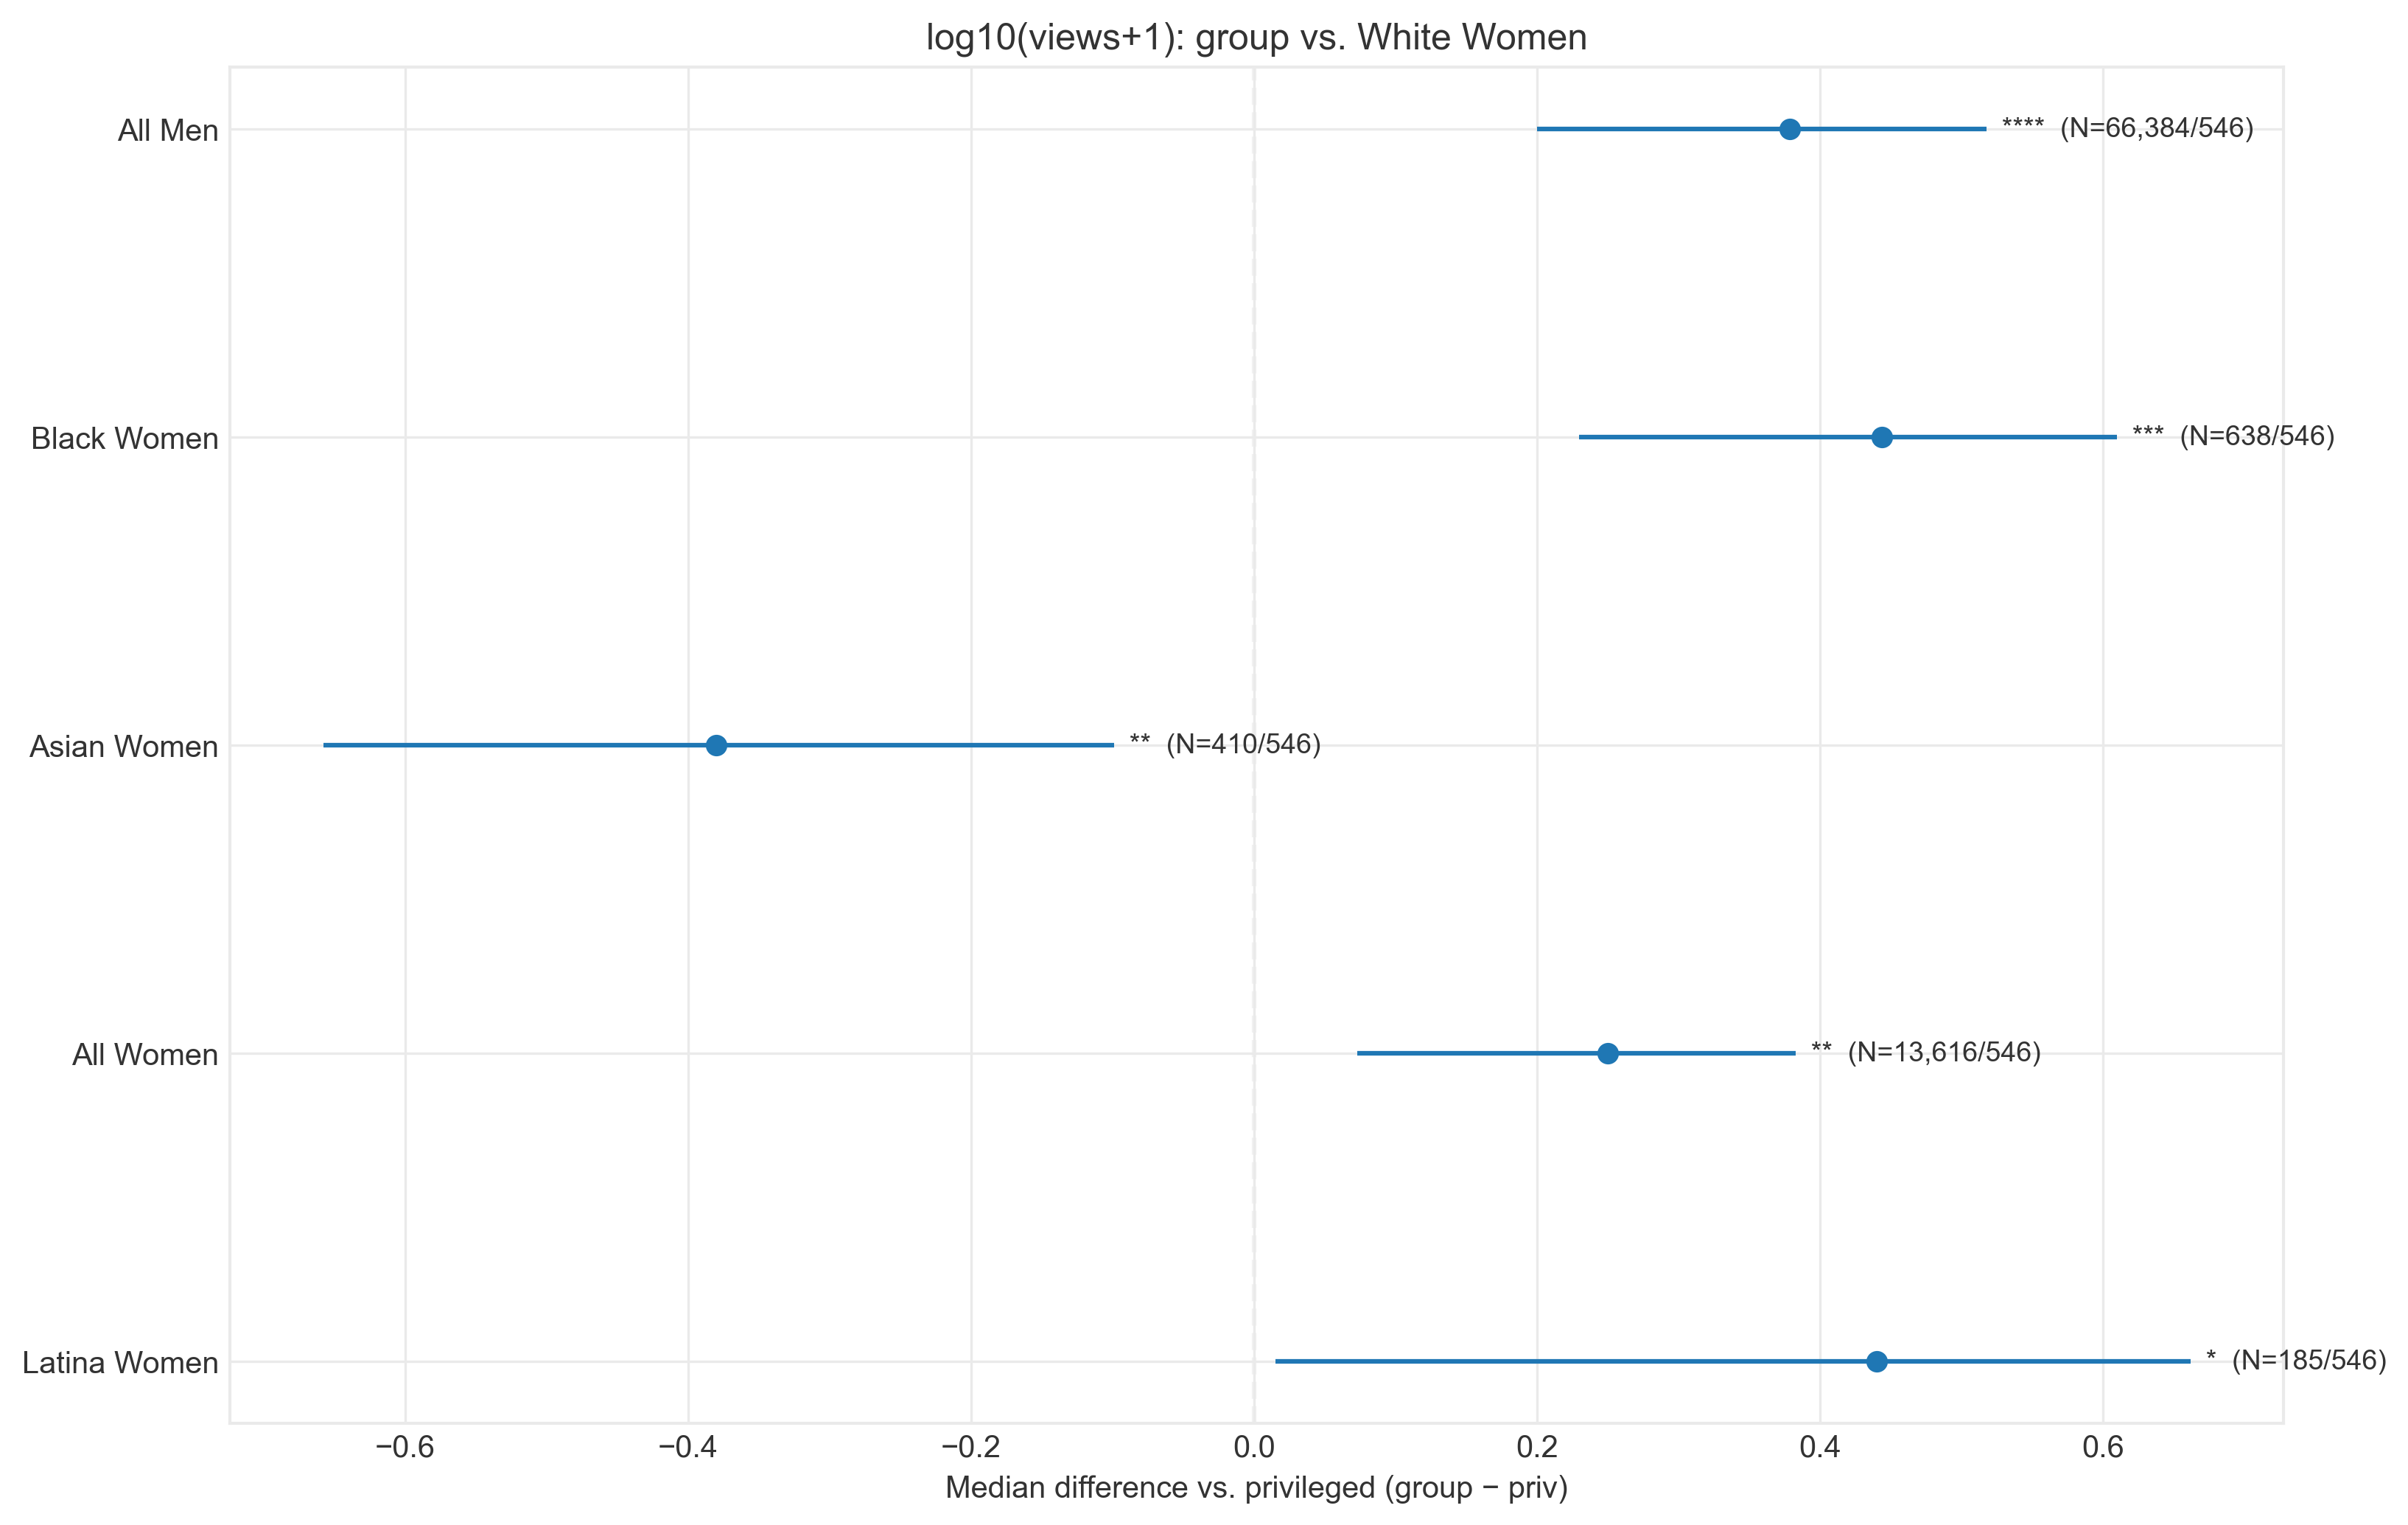 log10(views+1): group vs. White Women
All Men
**** (N=66,384/546)
Black Women
*** (N=638/546)
Asian Women
** (N=410/546)
All Women
** (N=13,616/546)
Latina Women
* (N=185/546)
−0.6 −0.4 −0.2 0.0 0.2 0.4 0.6
Median difference vs. privileged (group − priv)